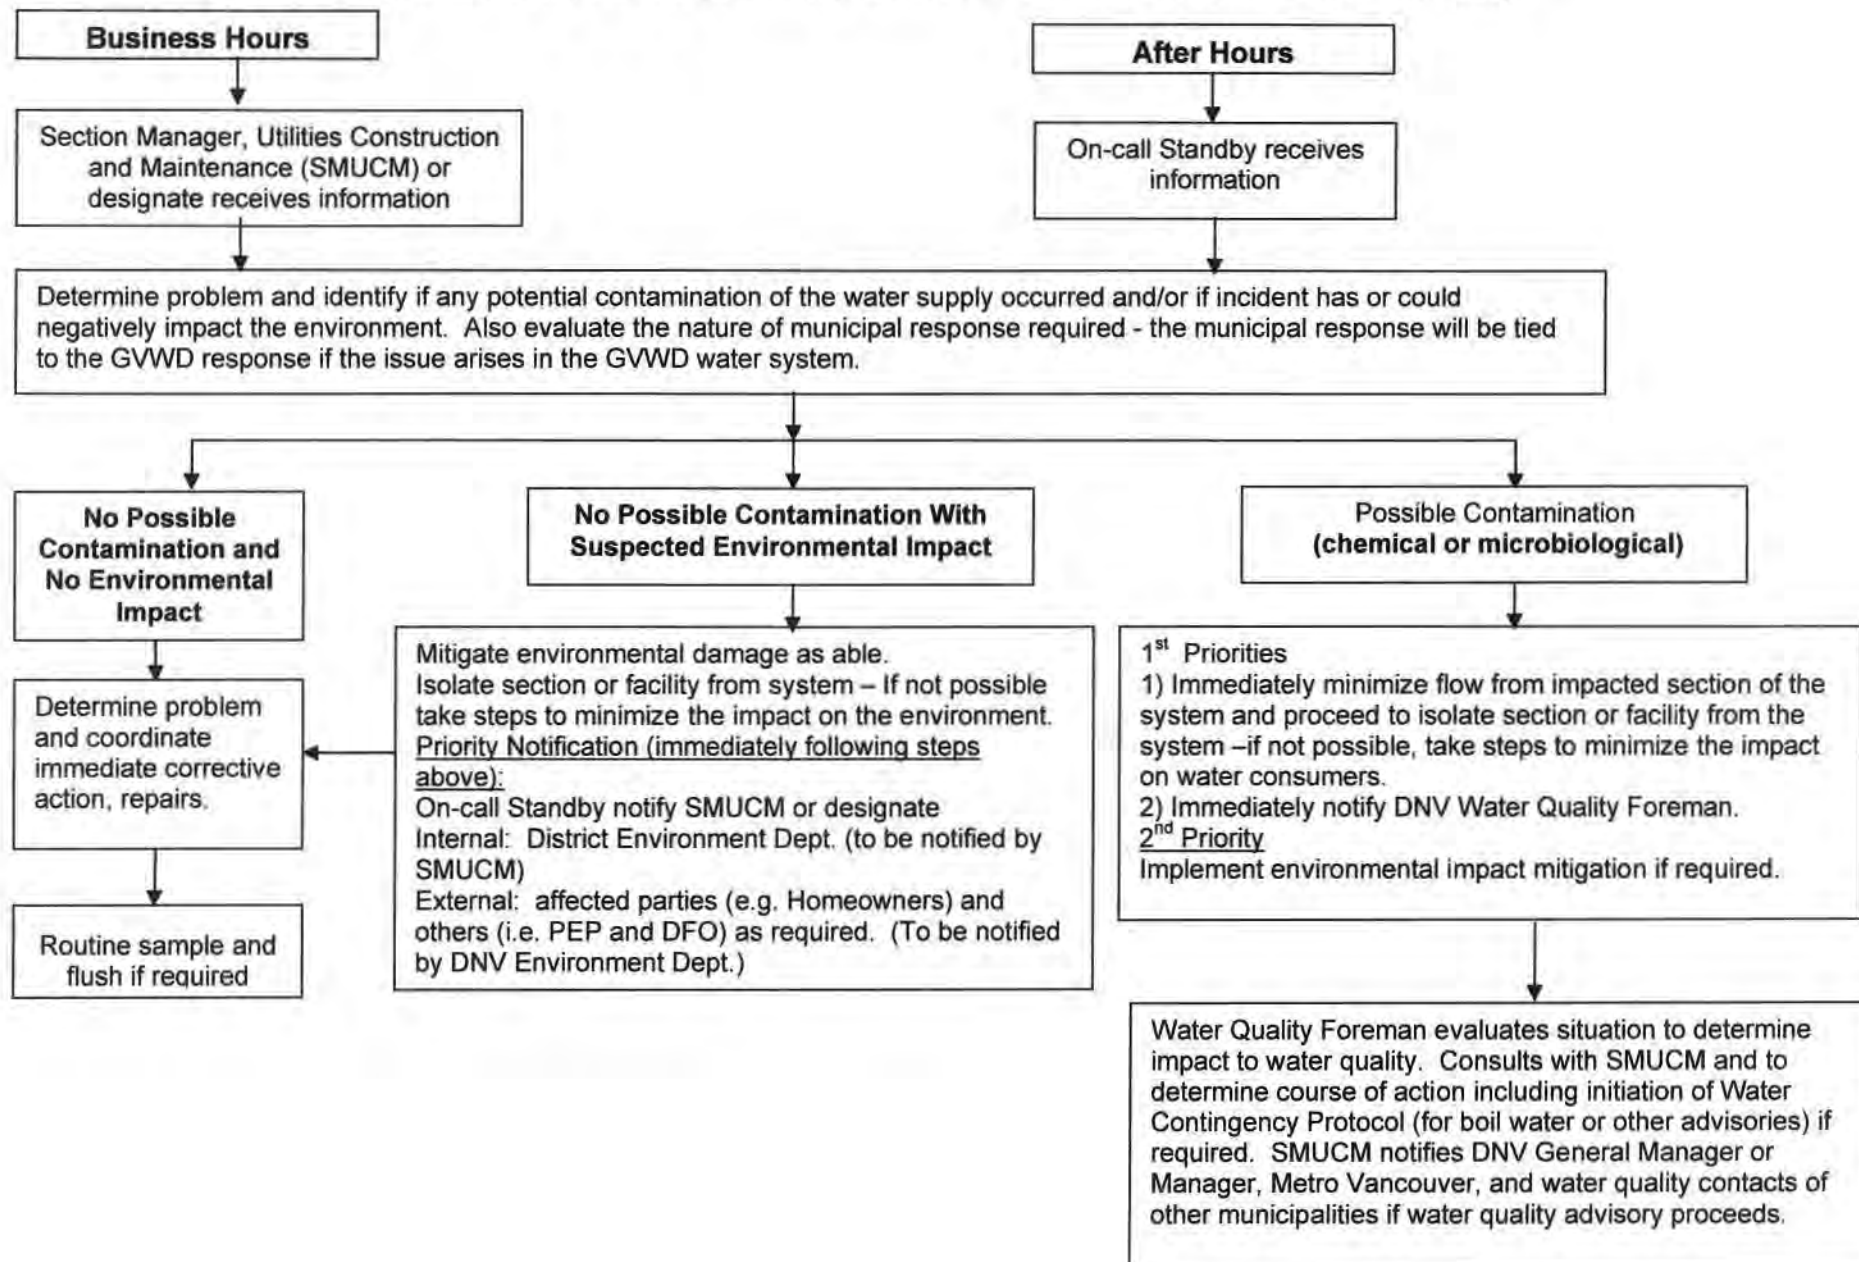 Business Hours
After Hours
Section Manager, Utilities Construction
and Maintenance (SMUCM) or
designate receives information
On-call Standby receives
information
Determine problem and identify if any potential contamination of the water supply occurred and/or if incident has or could
negatively impact the environment. Also evaluate the nature of municipal response required - the municipal response will be tied
to the GVWD response if the issue arises in the GVWD water system.
No Possible
Contamination and
No Environmental
Impact
No Possible Contamination With
Suspected Environmental Impact
Possible Contamination
(chemical or microbiological)
Determine problem
and coordinate
immediate corrective
action, repairs.
Routine sample and
flush if required
Mitigate environmental damage as able.
Isolate section or facility from system – If not possible
take steps to minimize the impact on the environment.
Priority Notification (immediately following steps
above):
On-call Standby notify SMUCM or designate
Internal: District Environment Dept. (to be notified by
SMUCM)
External: affected parties (e.g. Homeowners) and
others (i.e. PEP and DFO) as required. (To be notified
by DNV Environment Dept.)
1st Priorities
1) Immediately minimize flow from impacted section of the
system and proceed to isolate section or facility from the
system –if not possible, take steps to minimize the impact
on water consumers.
2) Immediately notify DNV Water Quality Foreman.
2nd Priority
Implement environmental impact mitigation if required.
Water Quality Foreman evaluates situation to determine
impact to water quality. Consults with SMUCM and to
determine course of action including initiation of Water
Contingency Protocol (for boil water or other advisories) if
required. SMUCM notifies DNV General Manager or
Manager, Metro Vancouver, and water quality contacts of
other municipalities if water quality advisory proceeds.